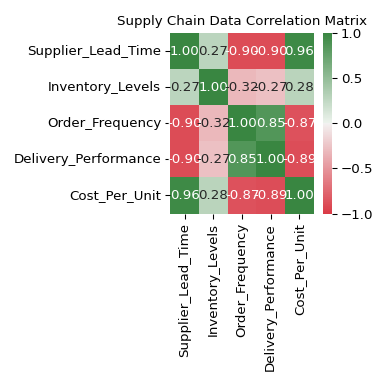 Supply Chain Data Correlation Matrix
Supplier_Lead_Time 1.00 0.27 -0.90 -0.90 0.96
Inventory_Levels 0.27 1.00 -0.32 -0.27 0.28
Order_Frequency -0.90 -0.32 1.00 0.85 -0.87
Delivery_Performance -0.90 -0.27 0.85 1.00 -0.89
Cost_Per_Unit 0.96 0.28 -0.87 -0.89 1.00
Supplier_Lead_Time
Inventory_Levels
Order_Frequency
Delivery_Performance
Cost_Per_Unit
1.0
0.5
0.0
−0.5
−1.0